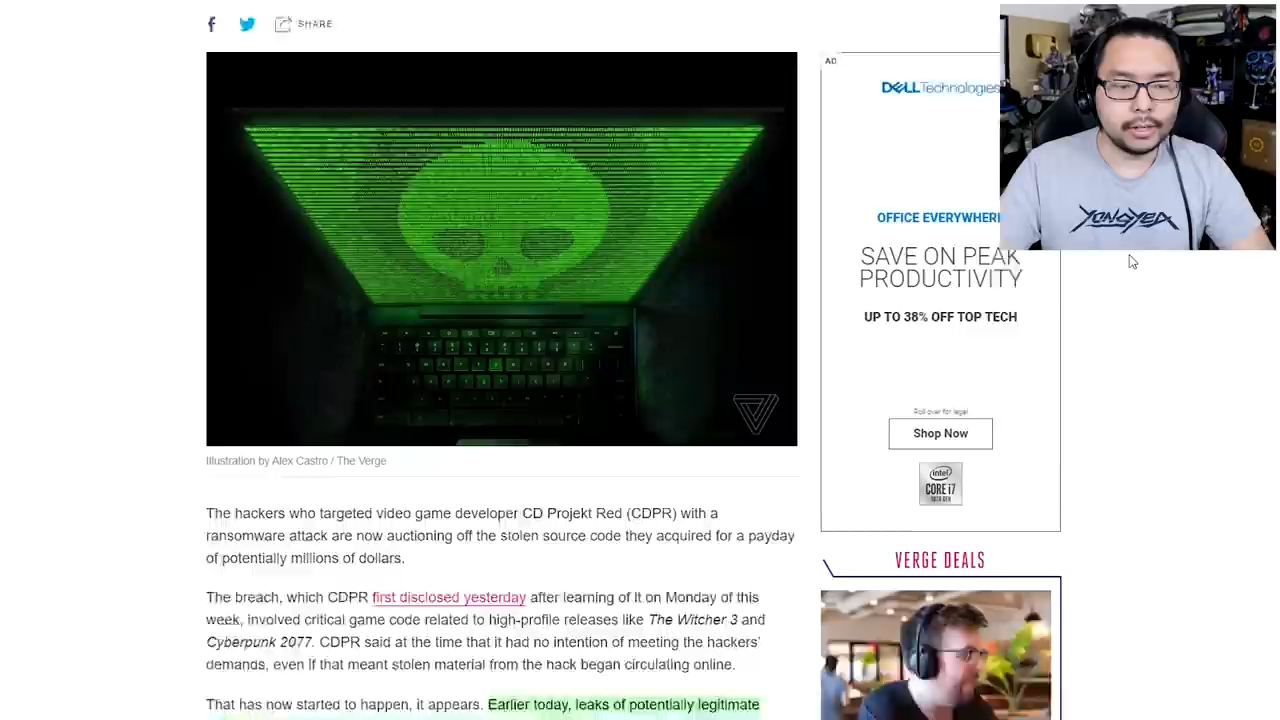 SHARE
AD
DELLTechnologies
YONGYEA
OFFICE EVERYWHERE
SAVE ON PEAK
PRODUCTIVITY
UP TO 38% OFF TOP TECH
Roll over for legal
Shop Now
intel
CORE i7
Illustration by Alex Castro / The Verge
The hackers who targeted video game developer CD Projekt Red (CDPR) with a
ransomware attack are now auctioning off the stolen source code they acquired for a payday
of potentially millions of dollars.
VERGE DEALS
The breach, which CDPR first disclosed yesterday after learning of it on Monday of this
week, involved critical game code related to high-profile releases like The Witcher 3 and
Cyberpunk 2077. CDPR said at the time that it had no intention of meeting the hackers'
demands, even if that meant stolen material from the hack began circulating online.
That has now started to happen, it appears. Earlier today, leaks of potentially legitimate